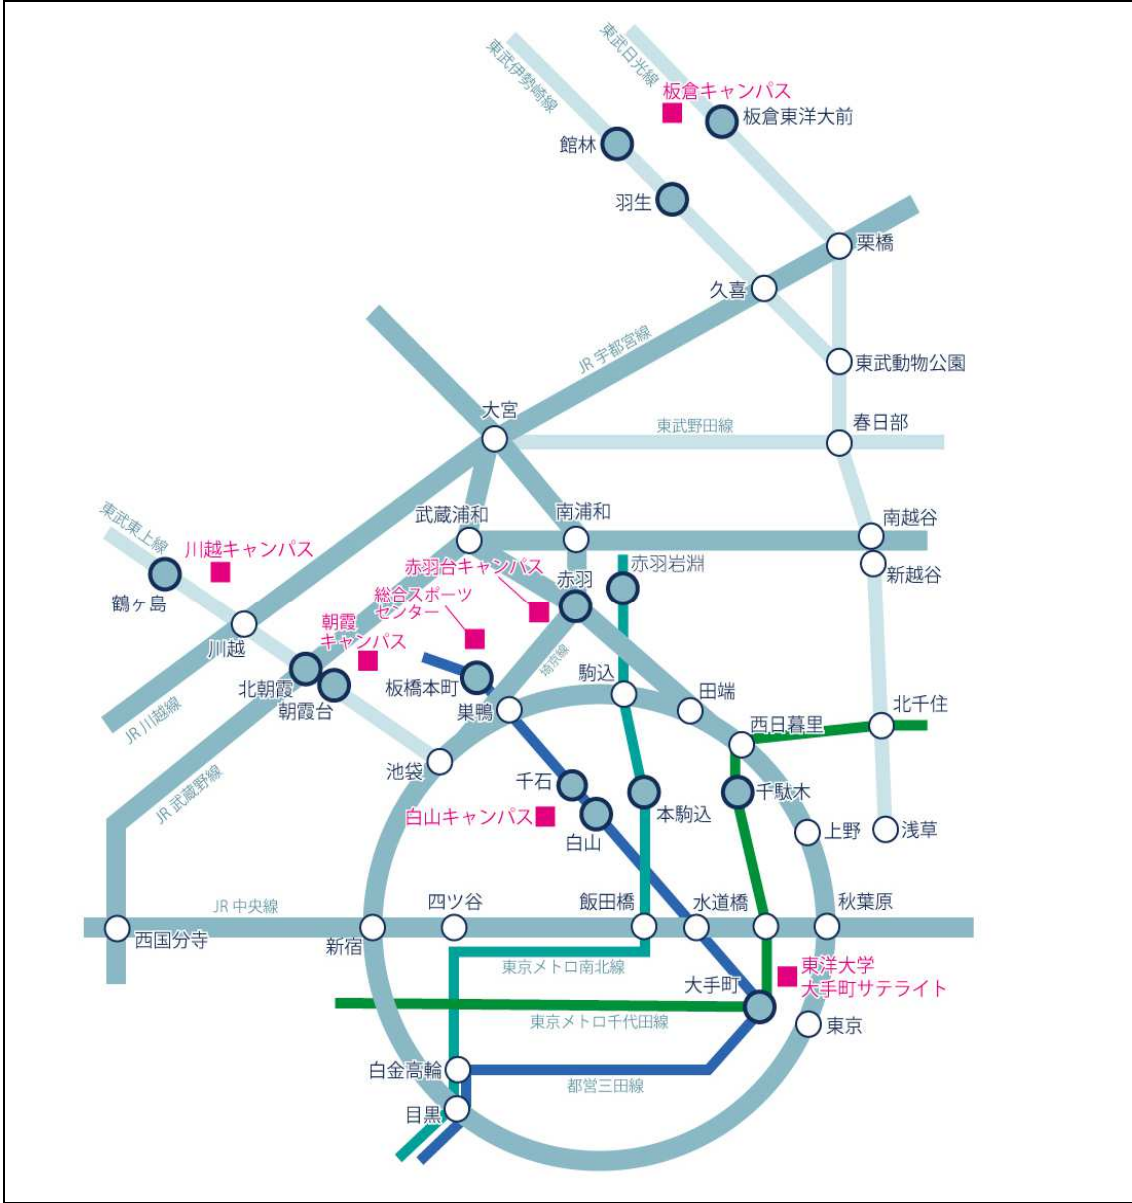 東武伊勢崎線
東武日光線
板倉キャンパス
板倉東洋大前
館林
羽生
栗橋
久喜
JR 宇都宮線
東武動物公園
大宮
東武野田線
春日部
武蔵浦和
南浦和
南越谷
東武東上線
川越キャンパス
赤羽台キャンパス
赤羽
赤羽岩淵
新越谷
鶴ヶ島
総合スポーツ
センター
朝霞
キャンパス
川越
埼京線
北朝霞
朝霞台
板橋本町
巣鴨
駒込
田端
北千住
JR 川越線
西日暮里
池袋
JR 武蔵野線
千石
本駒込
千駄木
白山キャンパス
白山
上野
浅草
JR 中央線
四ツ谷
飯田橋
水道橋
秋葉原
西国分寺
新宿
東京メトロ南北線
大手町
東洋大学
大手町サテライト
東京メトロ千代田線
東京
白金高輪
都営三田線
目黒